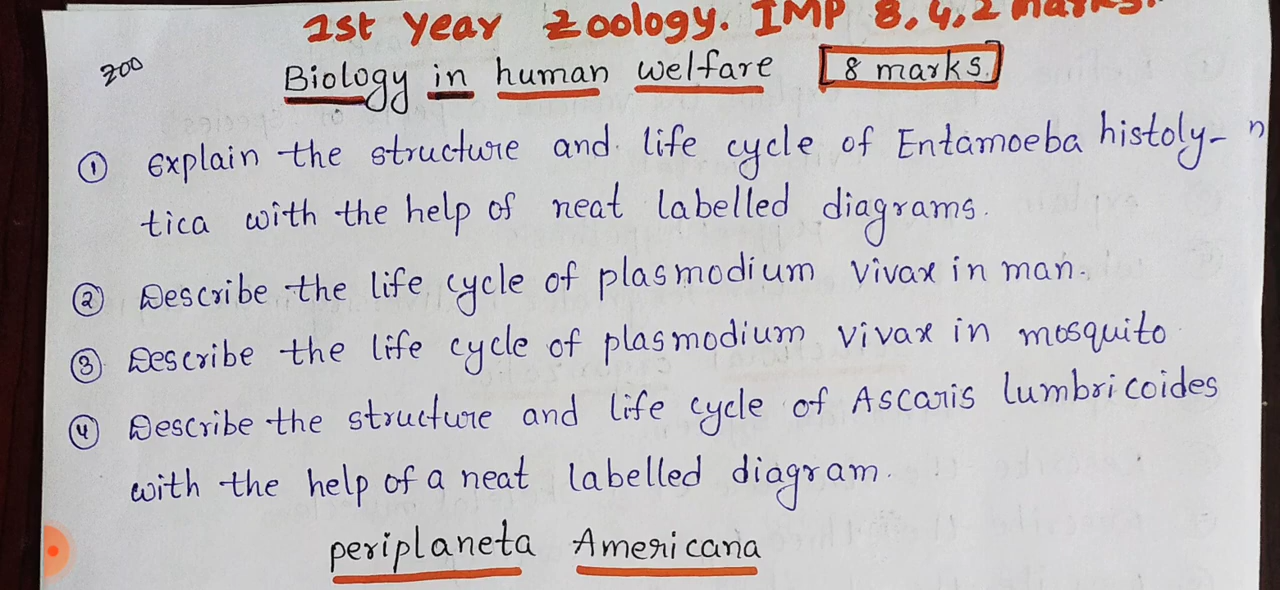 1st year Zoology. IMP 8,4,2 marks.
zoo
Biology in human welfare [8 marks.]
① Explain the structure and life cycle of Entamoeba histoly- n
tica with the help of neat labelled diagrams.
② Describe the life cycle of plasmodium vivax in man.
③ Describe the life cycle of plasmodium vivax in mosquito
④ Describe the structure and life cycle of Ascaris lumbricoides
with the help of a neat labelled diagram.
periplaneta Americana